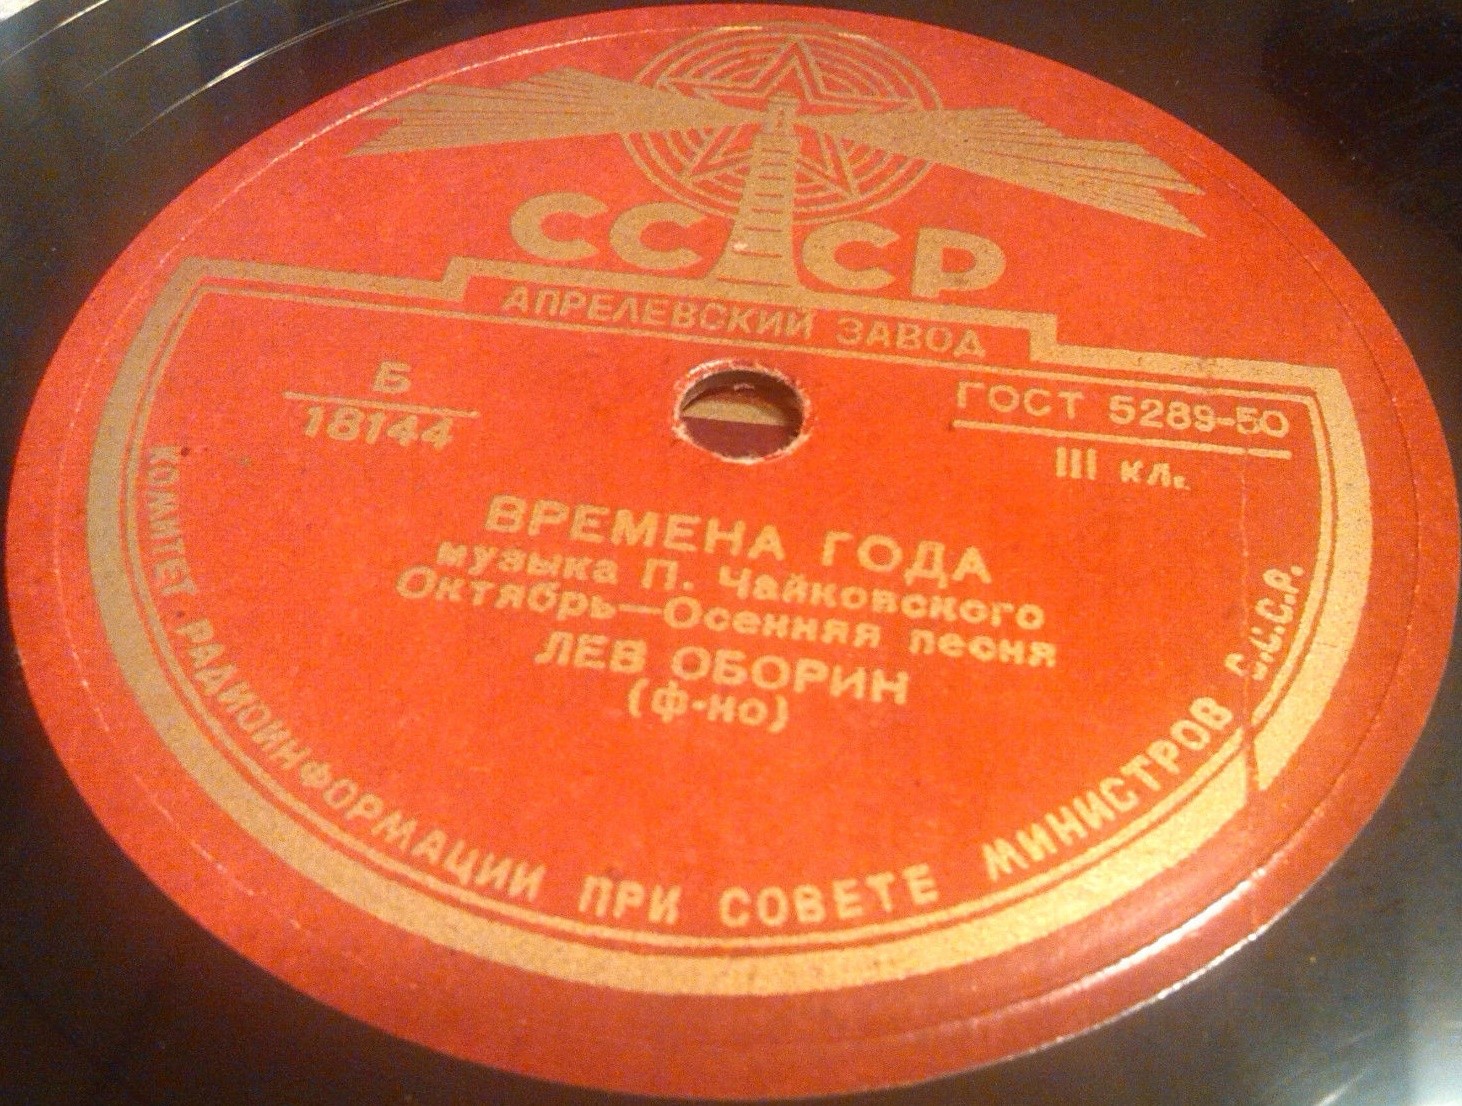 СССР
АПРЕЛЕВСКИЙ ЗАВОД
Б
18144
ГОСТ 5289-50
III кл.
ВРЕМЕНА ГОДА
музыка П. Чайковского
Октябрь—Осенняя песня
ЛЕВ ОБОРИН
(ф-но)
КОМИТЕТ РАДИОИНФОРМАЦИИ ПРИ СОВЕТЕ МИНИСТРОВ С.С.С.Р.